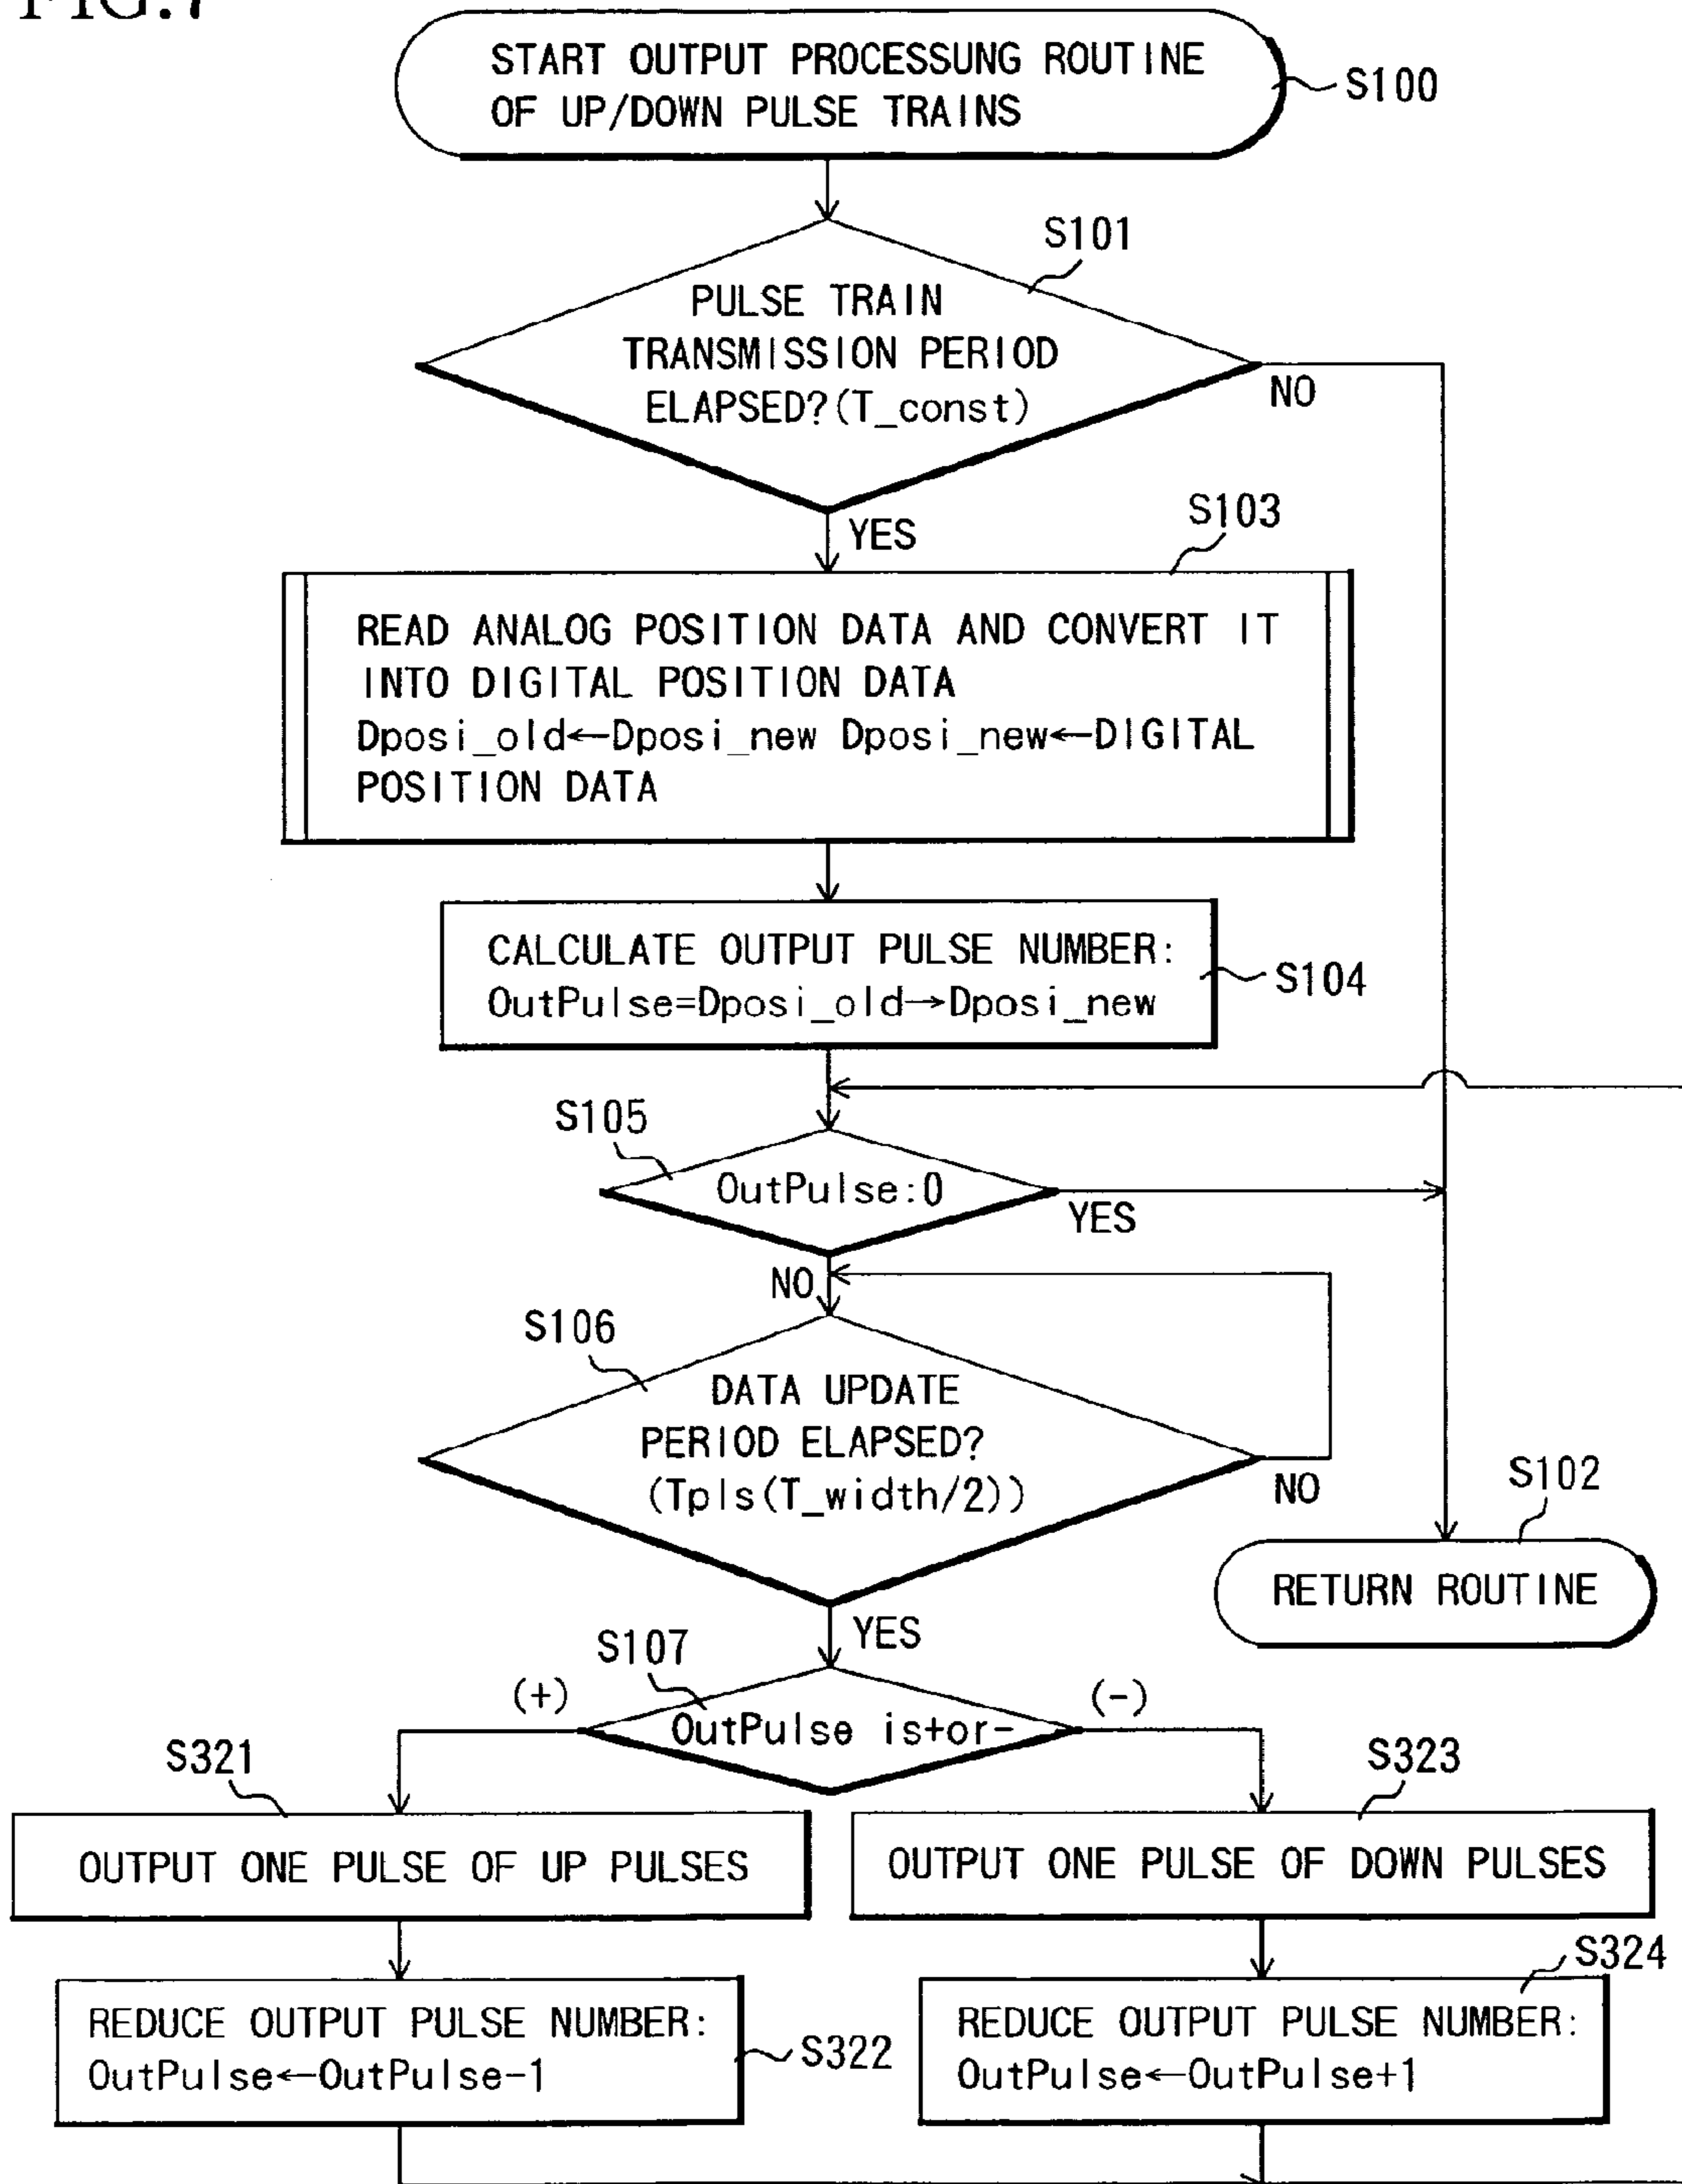 FIG.7
START OUTPUT PROCESSUNG ROUTINE
OF UP/DOWN PULSE TRAINS
S100
S101
PULSE TRAIN
TRANSMISSION PERIOD
ELAPSED?(T_const)
NO
YES
S103
READ ANALOG POSITION DATA AND CONVERT IT
INTO DIGITAL POSITION DATA
Dposi_old←Dposi_new Dposi_new←DIGITAL
POSITION DATA
CALCULATE OUTPUT PULSE NUMBER:
OutPulse=Dposi_old→Dposi_new
S104
S105
OutPulse:0
YES
NO
S106
DATA UPDATE
PERIOD ELAPSED?
(Tpls(T_width/2))
NO
S102
RETURN ROUTINE
YES
S107
(+)
(-)
OutPulse is+or-
S321
S323
OUTPUT ONE PULSE OF UP PULSES
OUTPUT ONE PULSE OF DOWN PULSES
S324
REDUCE OUTPUT PULSE NUMBER:
OutPulse←OutPulse-1
S322
REDUCE OUTPUT PULSE NUMBER:
OutPulse←OutPulse+1